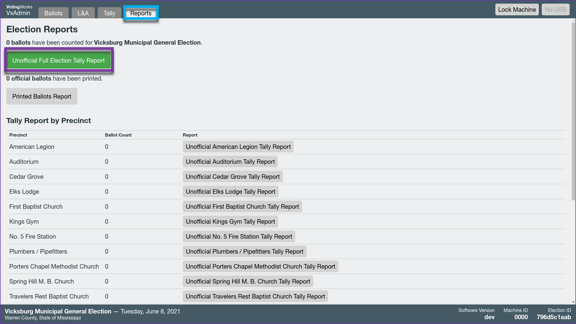 VotingWorks
VxAdmin
Ballots
L&A
Tally
Reports
Lock Machine
No USB
Election Reports
0 ballots have been counted for Vicksburg Municipal General Election.
Unofficial Full Election Tally Report
0 official ballots have been printed.
Printed Ballots Report
Tally Report by Precinct
Precinct Ballot Count Report
American Legion 0 Unofficial American Legion Tally Report
Auditorium 0 Unofficial Auditorium Tally Report
Cedar Grove 0 Unofficial Cedar Grove Tally Report
Elks Lodge 0 Unofficial Elks Lodge Tally Report
First Baptist Church 0 Unofficial First Baptist Church Tally Report
Kings Gym 0 Unofficial Kings Gym Tally Report
No. 5 Fire Station 0 Unofficial No. 5 Fire Station Tally Report
Plumbers / Pipefitters 0 Unofficial Plumbers / Pipefitters Tally Report
Porters Chapel Methodist Church 0 Unofficial Porters Chapel Methodist Church Tally Report
Spring Hill M. B. Church 0 Unofficial Spring Hill M. B. Church Tally Report
Travelers Rest Baptist Church 0 Unofficial Travelers Rest Baptist Church Tally Report
Vicksburg Municipal General Election — Tuesday, June 8, 2021
Warren County, State of Mississippi
Software Version
dev
Machine ID
0000
Election ID
796d5c1aab